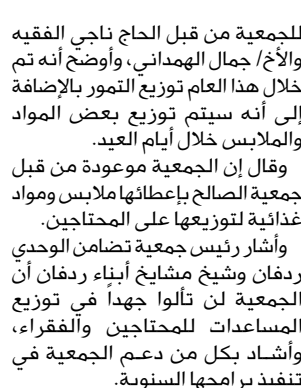 للجمعية من قبل الحاج ناجي الفقيه
والأخ/ جمال الهمداني، وأوضح أنه تم
خلال هذا العام توزيع التمور بالإضافة
إلى أنه سيتم توزيع بعض المواد
والملابس خلال أيام العيد.
وقال إن الجمعية موعودة من قبل
جمعية الصالح بإعطائها ملابس ومواد
غذائية لتوزيعها على المحتاجين.
وأشار رئيس جمعية تضامن الوحدي
ردفان وشيخ مشايخ أبناء ردفان أن
الجمعية لن تألوا جهداً في توزيع
المساعدات للمحتاجين والفقراء،
وأشاد بكل من دعم الجمعية في
تنفيذ برامجها السنوية.